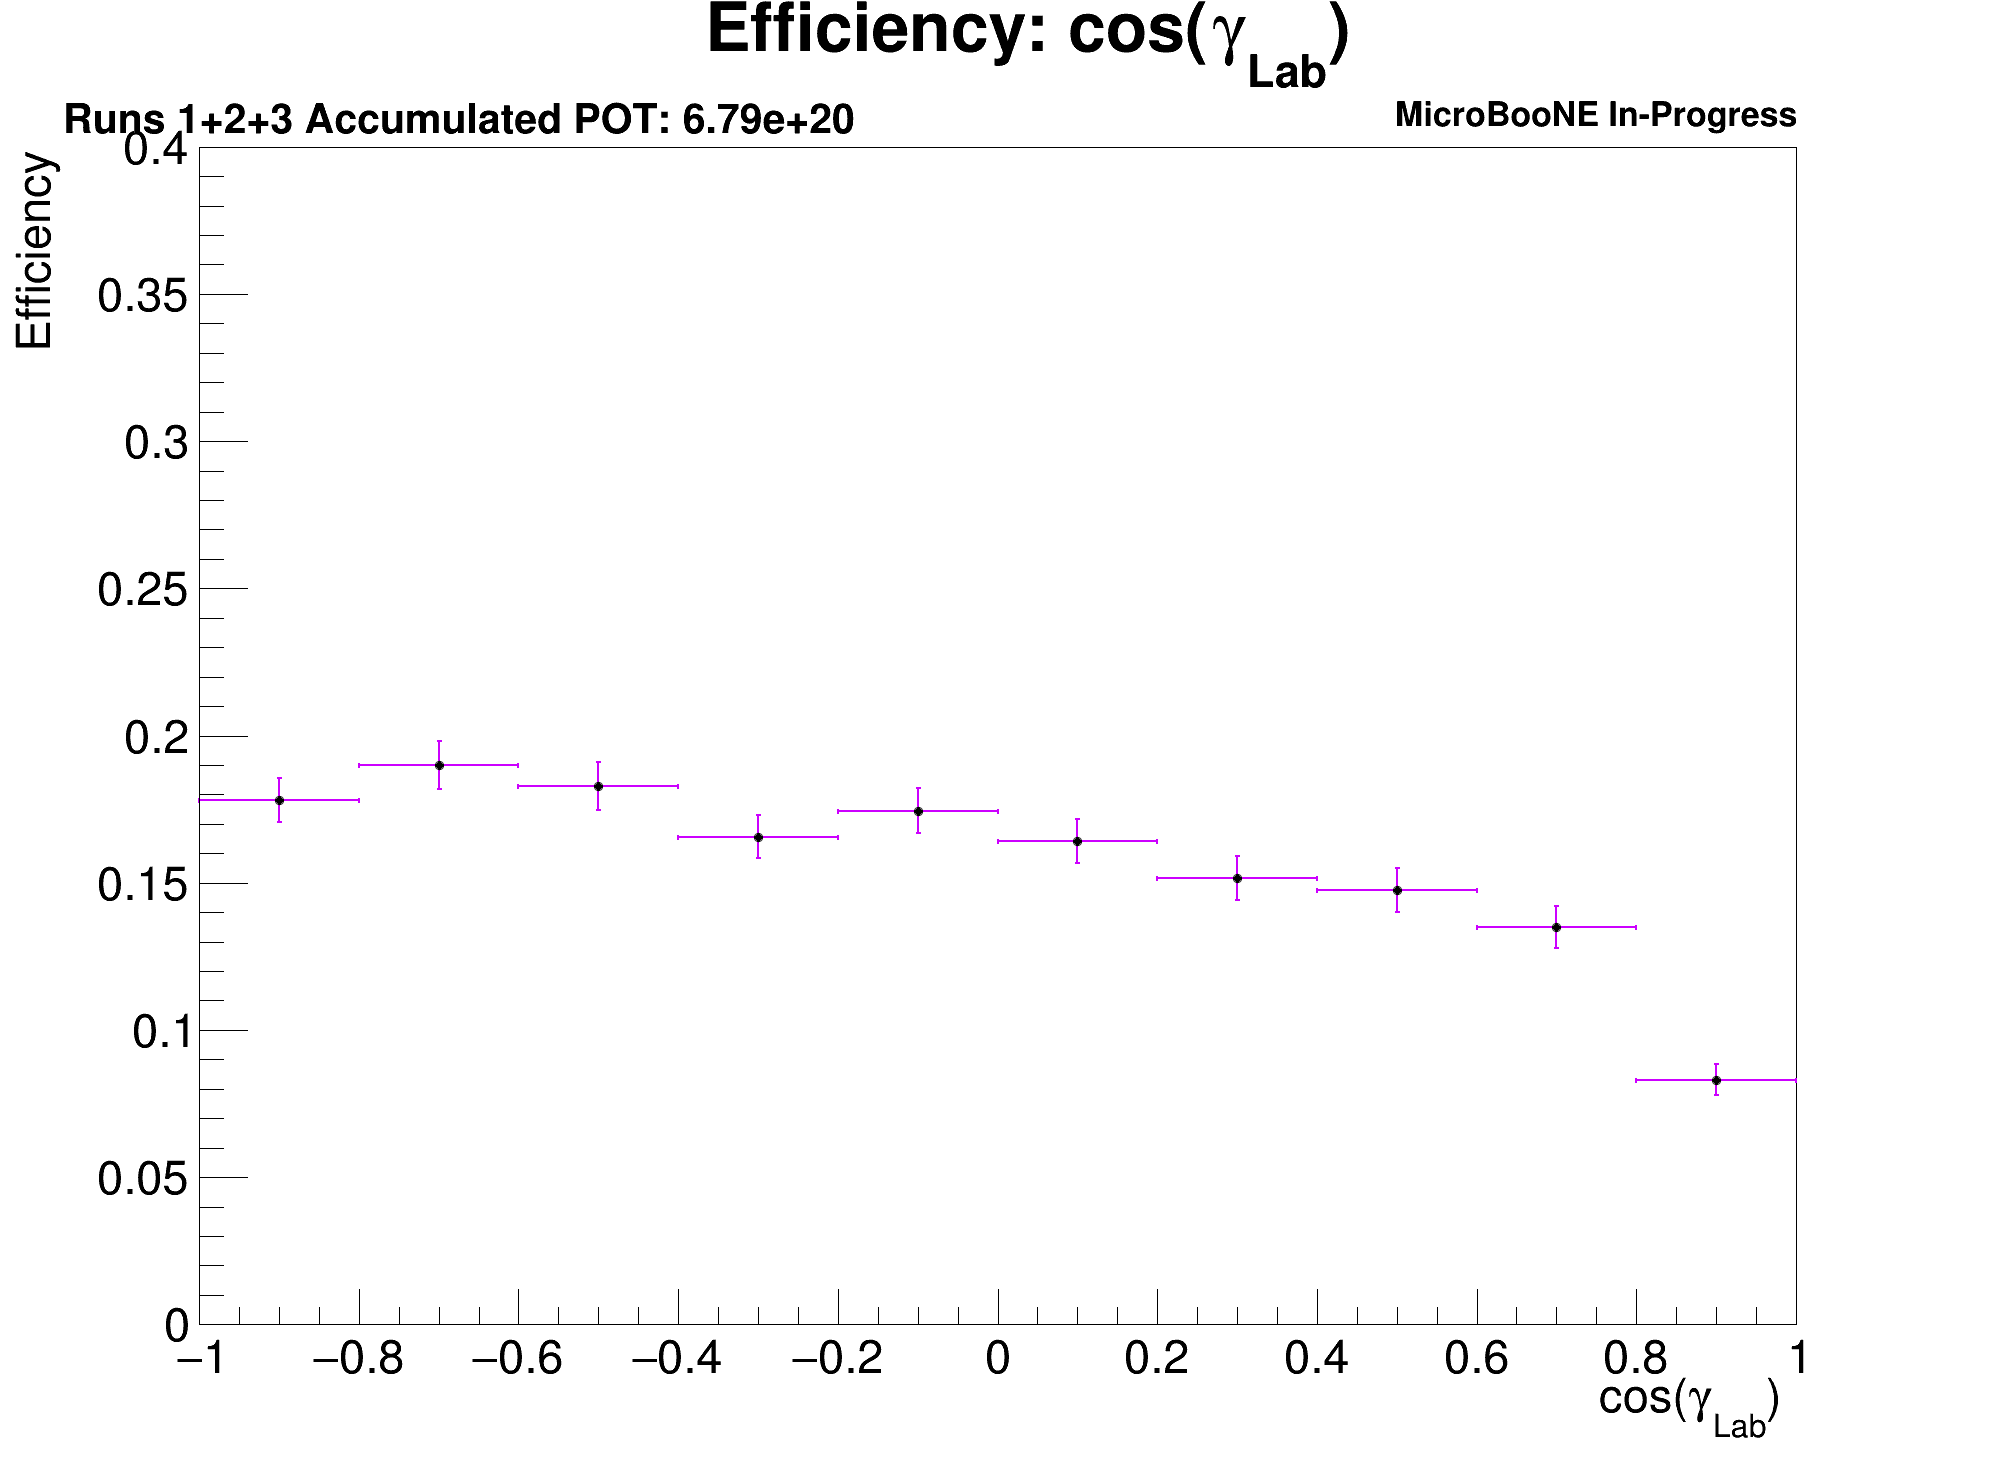 Efficiency: cos(γLab)
Runs 1+2+3 Accumulated POT: 6.79e+20
MicroBooNE In-Progress
Efficiency
0.4
0.35
0.3
0.25
0.2
0.15
0.1
0.05
0
−1 −0.8 −0.6 −0.4 −0.2 0 0.2 0.4 0.6 0.8 1
cos(γLab)